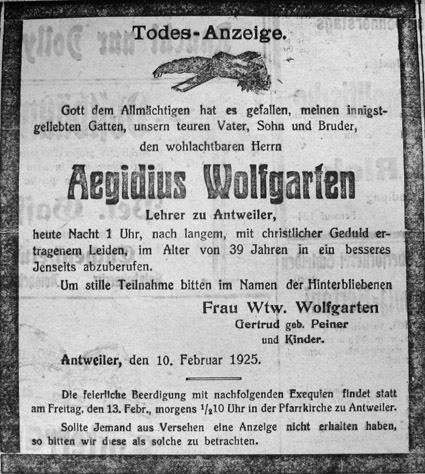 Todes-Anzeige.
Gott dem Allmächtigen hat es gefallen, meinen innigst-
geliebten Gatten, unsern teuren Vater, Sohn und Bruder,
den wohlachtbaren Herrn
Aegidius Wolfgarten
Lehrer zu Antweiler,
heute Nacht 1 Uhr, nach langem, mit christlicher Geduld er-
tragenem Leiden, im Alter von 39 Jahren in ein besseres
Jenseits abzuberufen.
Um stille Teilnahme bitten im Namen der Hinterbliebenen
Frau Wtw. Wolfgarten
Gertrud geb. Peiner
und Kinder.
Antweiler, den 10. Februar 1925.
Die feierliche Beerdigung mit nachfolgenden Exequien findet statt
am Freitag, den 13. Febr., morgens ½10 Uhr in der Pfarrkirche zu Antweiler.
Sollte Jemand aus Versehen eine Anzeige nicht erhalten haben,
so bitten wir diese als solche zu betrachten.